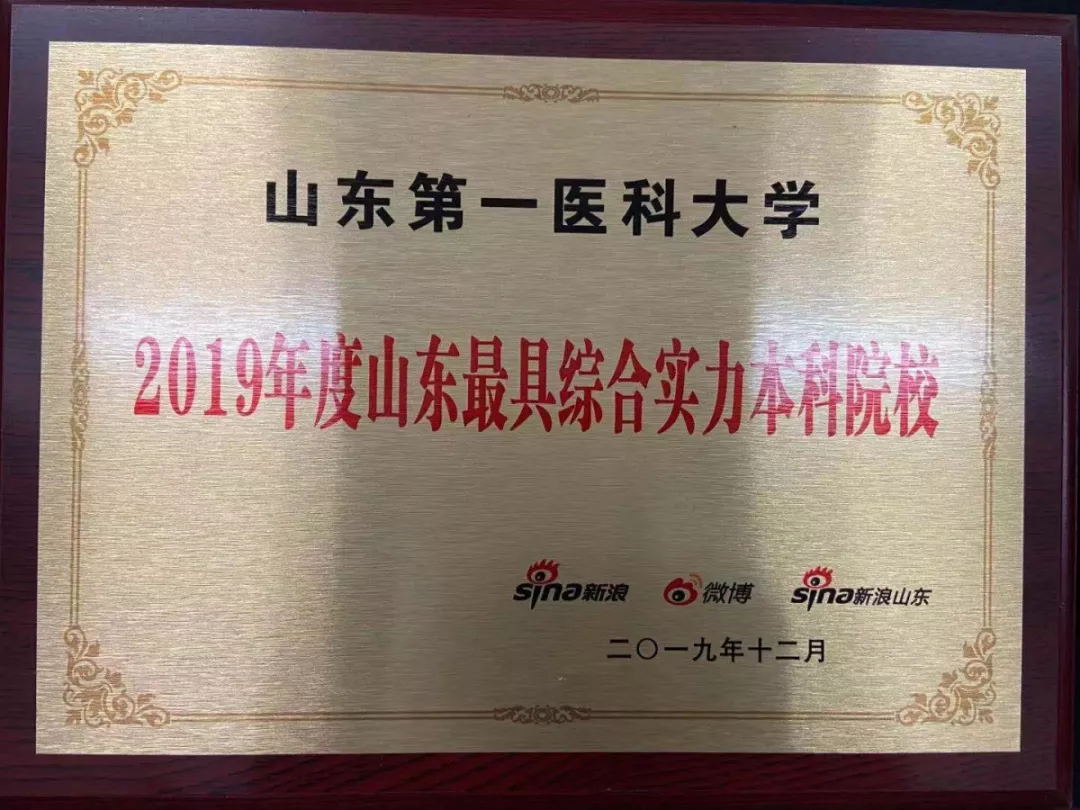 山东第一医科大学
2019年度山东最具综合实力本科院校
sina新浪 微博 sina新浪山东
二〇一九年十二月